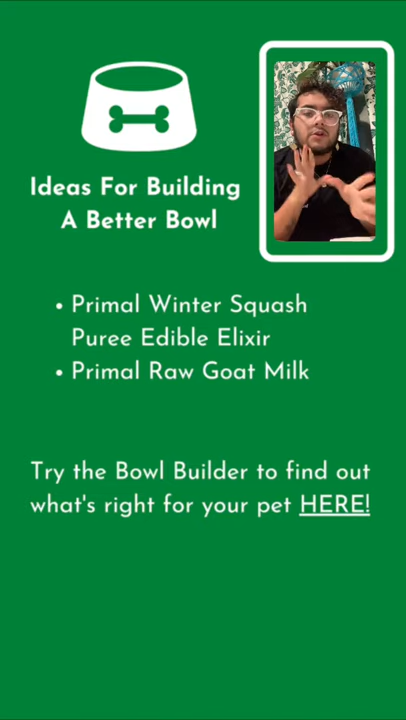 Ideas For Building
A Better Bowl
• Primal Winter Squash
Puree Edible Elixir
• Primal Raw Goat Milk
Try the Bowl Builder to find out
what's right for your pet HERE!